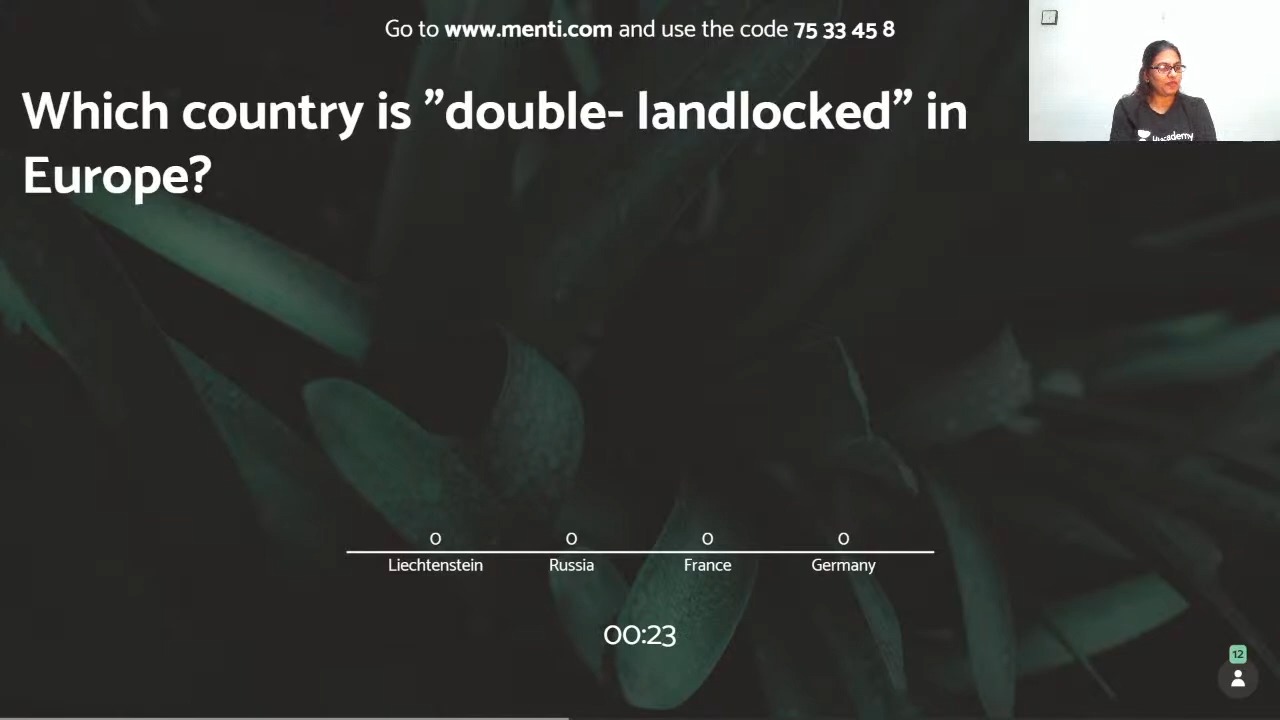 Go to www.menti.com and use the code 75 33 45 8
Which country is ”double- landlocked” in
Europe?
0 0 0 0
Liechtenstein Russia France Germany
00:23
12